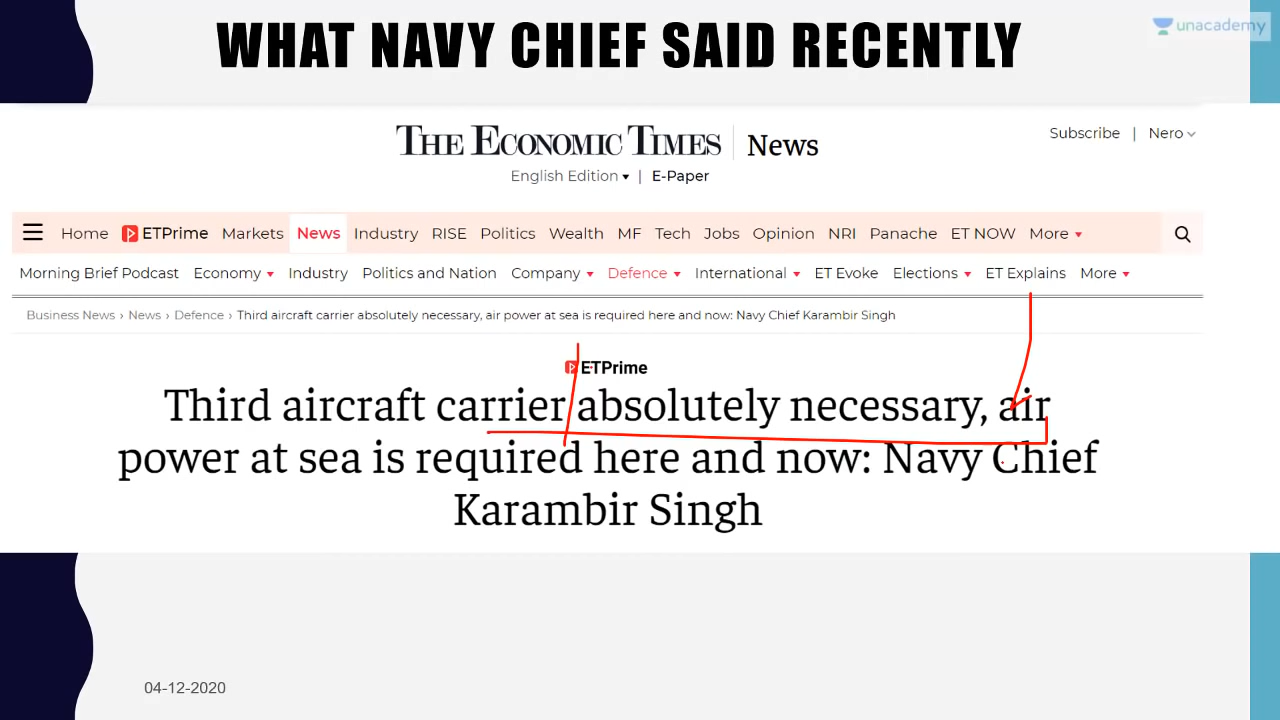 WHAT NAVY CHIEF SAID RECENTLY
unacademy
THE ECONOMIC TIMES | News
Subscribe | Nero
English Edition | E-Paper
Home ETPrime Markets News Industry RISE Politics Wealth MF Tech Jobs Opinion NRI Panache ET NOW More
Morning Brief Podcast Economy Industry Politics and Nation Company Defence International ET Evoke Elections ET Explains More
Business News › News › Defence › Third aircraft carrier absolutely necessary, air power at sea is required here and now: Navy Chief Karambir Singh
ETPrime
Third aircraft carrier absolutely necessary, air
power at sea is required here and now: Navy Chief
Karambir Singh
04-12-2020